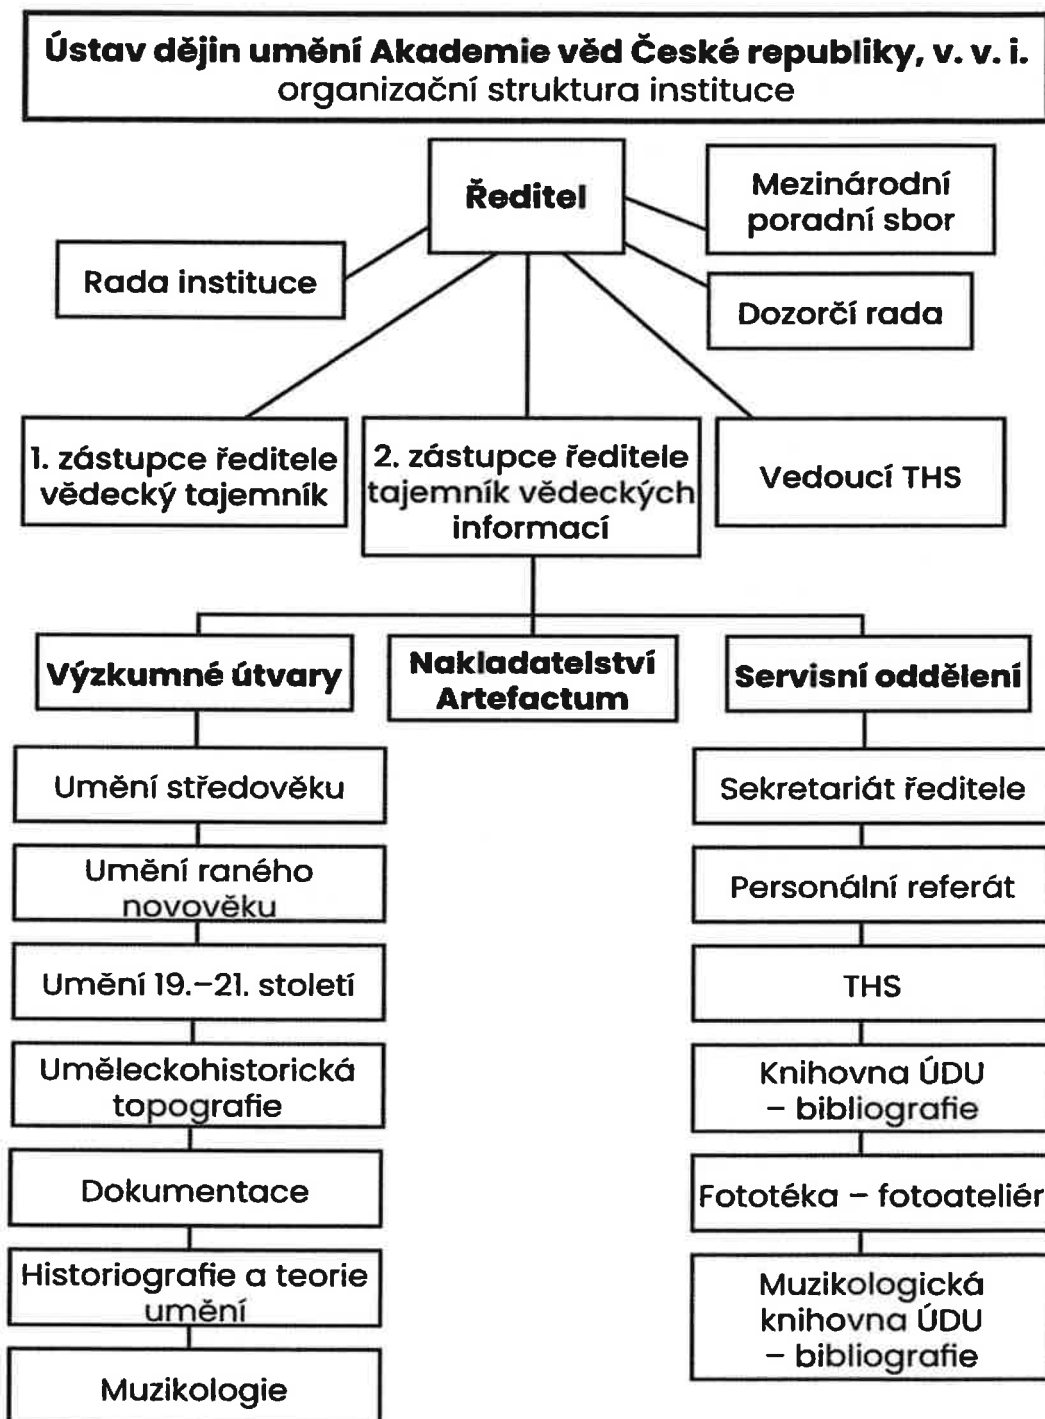 Ústav dějin umění Akademie věd České republiky, v. v. i.
organizační struktura instituce
Ředitel
Mezinárodní
poradní sbor
Rada instituce
Dozorčí rada
1. zástupce ředitele
vědecký tajemník
2. zástupce ředitele
tajemník vědeckých
informací
Vedoucí THS
Výzkumné útvary
Nakladatelství
Artefactum
Servisní oddělení
Umění středověku
Umění raného
novověku
Umění 19.–21. století
Uměleckohistorická
topografie
Dokumentace
Historiografie a teorie
umění
Muzikologie
Sekretariát ředitele
Personální referát
THS
Knihovna ÚDU
– bibliografie
Fototéka – fotoateliér
Muzikologická
knihovna ÚDU
– bibliografie